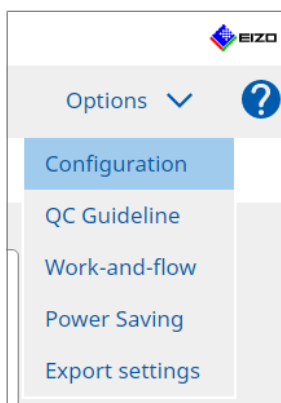 EIZO
Options
?
Configuration
QC Guideline
Work-and-flow
Power Saving
Export settings